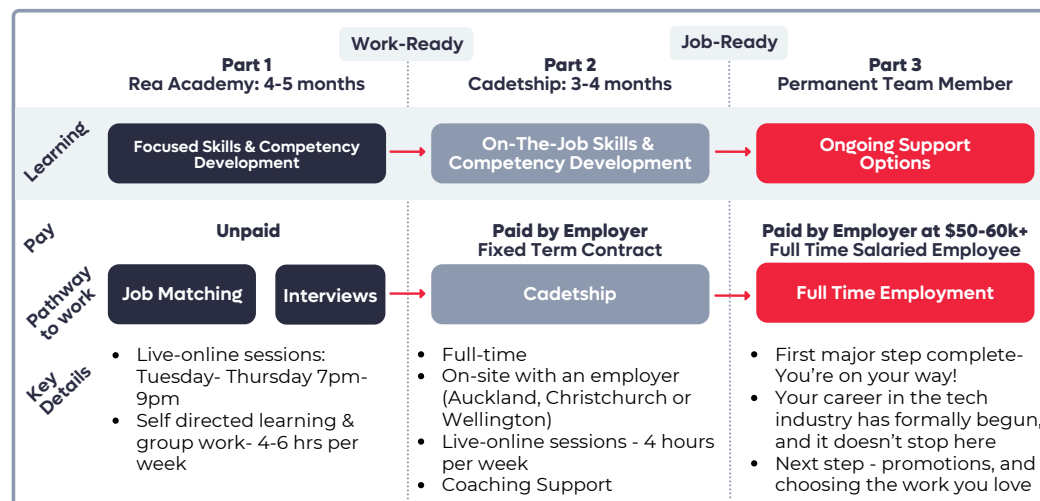 Work-Ready
Job-Ready
Part 1
Rea Academy: 4-5 months
Part 2
Cadetship: 3-4 months
Part 3
Permanent Team Member
Learning
Focused Skills & Competency
Development
On-The-Job Skills &
Competency Development
Ongoing Support
Options
Pay
Unpaid
Paid by Employer
Fixed Term Contract
Paid by Employer at $50-60k+
Full Time Salaried Employee
Pathway
to work
Job Matching
Interviews
Cadetship
Full Time Employment
Key
Details
• Live-online sessions:
Tuesday- Thursday 7pm-
9pm
• Self directed learning &
group work- 4-6 hrs per
week
• Full-time
• On-site with an employer
(Auckland, Christchurch or
Wellington)
• Live-online sessions - 4 hours
per week
• Coaching Support
• First major step complete-
You're on your way!
• Your career in the tech
industry has formally begun,
and it doesn't stop here
• Next step - promotions, and
choosing the work you love